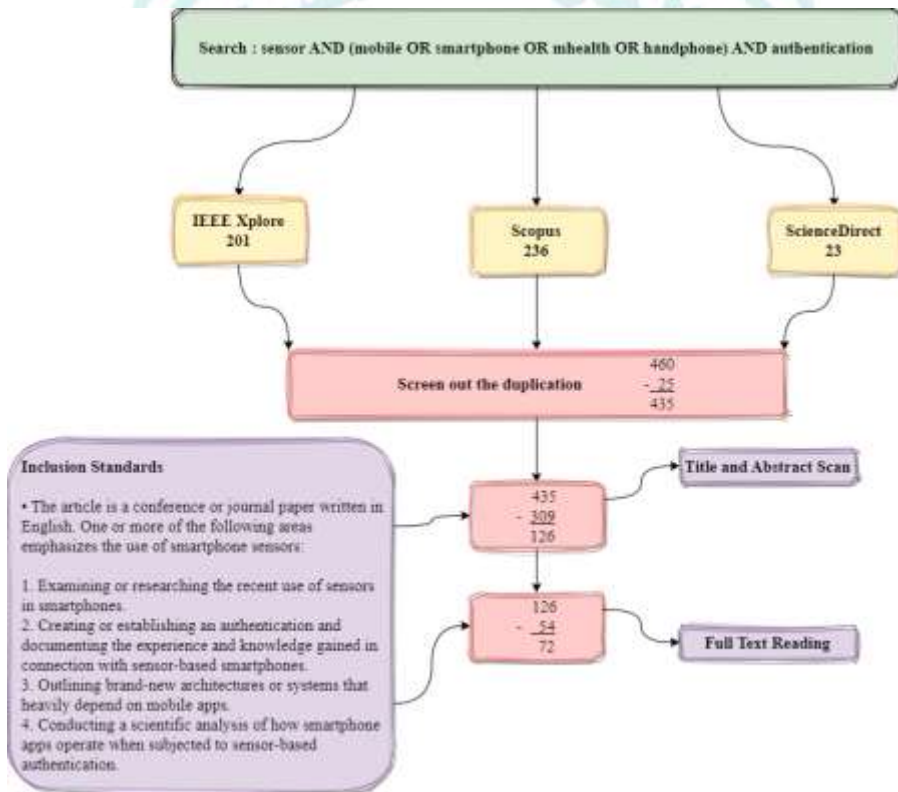 Search : sensor AND (mobile OR smartphone OR mhealth OR handphone) AND authentication
IEEE Xplore
201
Scopus
236
ScienceDirect
23
Screen out the duplication
460
- 25
435
Inclusion Standards
• The article is a conference or journal paper written in
English. One or more of the following areas
emphasizes the use of smartphone sensors:
1. Examining or researching the recent use of sensors
in smartphones.
2. Creating or establishing an authentication and
documenting the experience and knowledge gained in
connection with sensor-based smartphones.
3. Outlining brand-new architectures or systems that
heavily depend on mobile apps.
4. Conducting a scientific analysis of how smartphone
apps operate when subjected to sensor-based
authentication.
435
- 309
126
Title and Abstract Scan
126
- 54
72
Full Text Reading